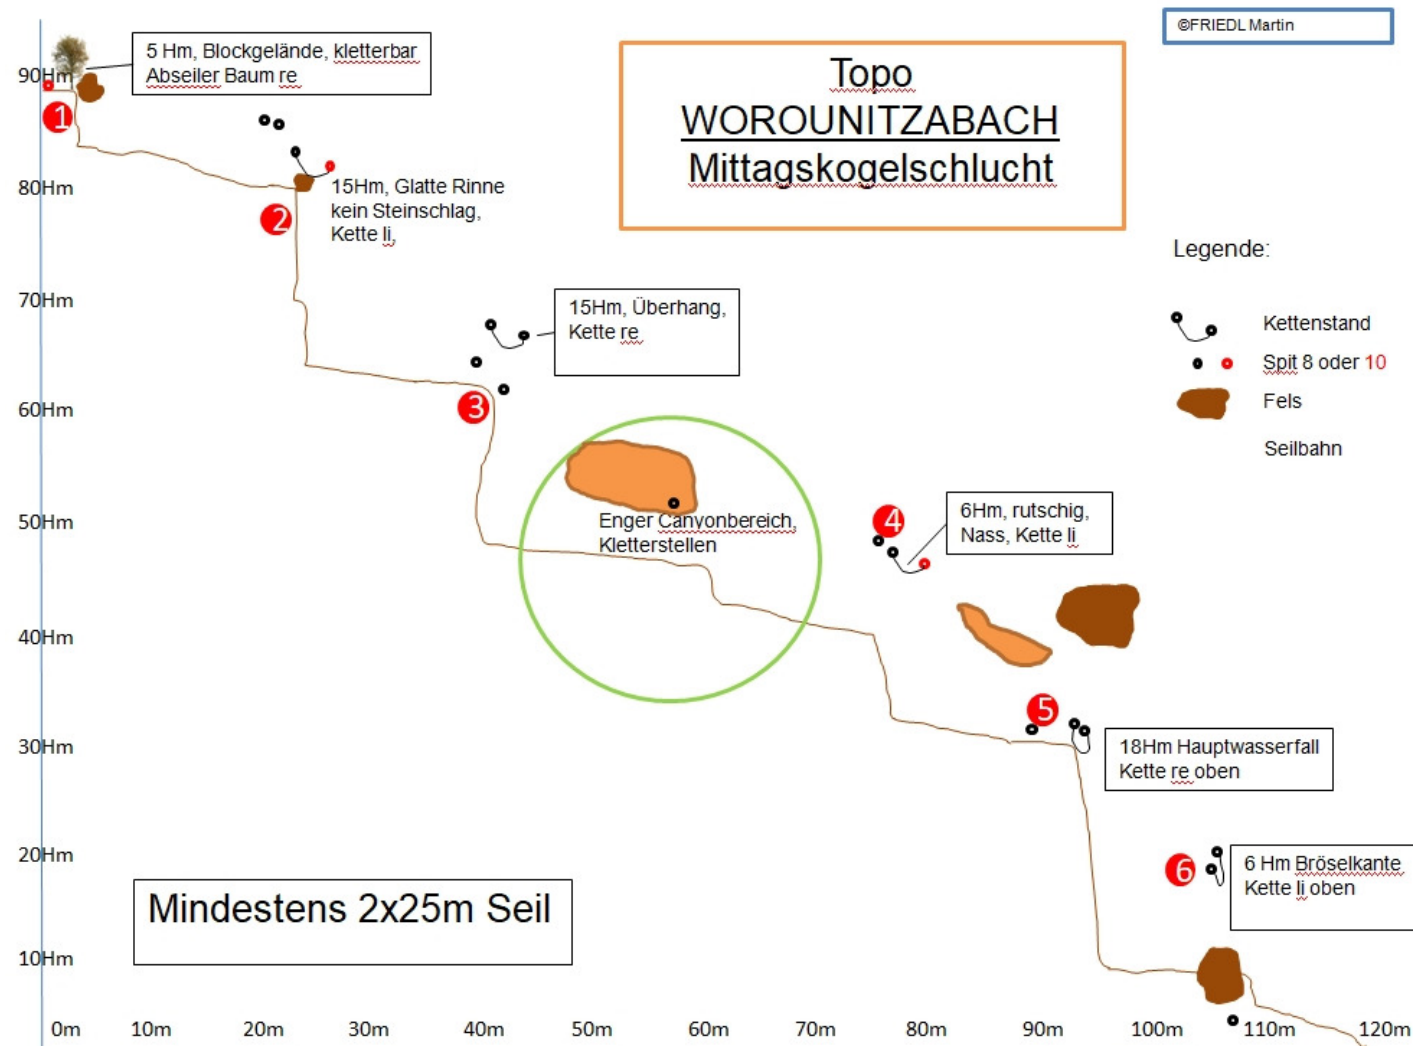 ©FRIEDL Martin
Topo
WOROUNITZABACH
Mittagskogelschlucht
5 Hm, Blockgelände, kletterbar
Abseiler Baum re
90Hm
1
80Hm
15Hm, Glatte Rinne
kein Steinschlag,
Kette li,
2
Legende:
Kettenstand
Spit 8 oder 10
Fels
Seilbahn
70Hm
15Hm, Überhang,
Kette re
60Hm
3
50Hm
Enger Canyonbereich,
Kletterstellen
4
6Hm, rutschig,
Nass, Kette li
40Hm
5
30Hm
18Hm Hauptwasserfall
Kette re oben
20Hm
6
6 Hm Bröselkante
Kette li oben
Mindestens 2x25m Seil
10Hm
0m 10m 20m 30m 40m 50m 60m 70m 80m 90m 100m 110m 120m